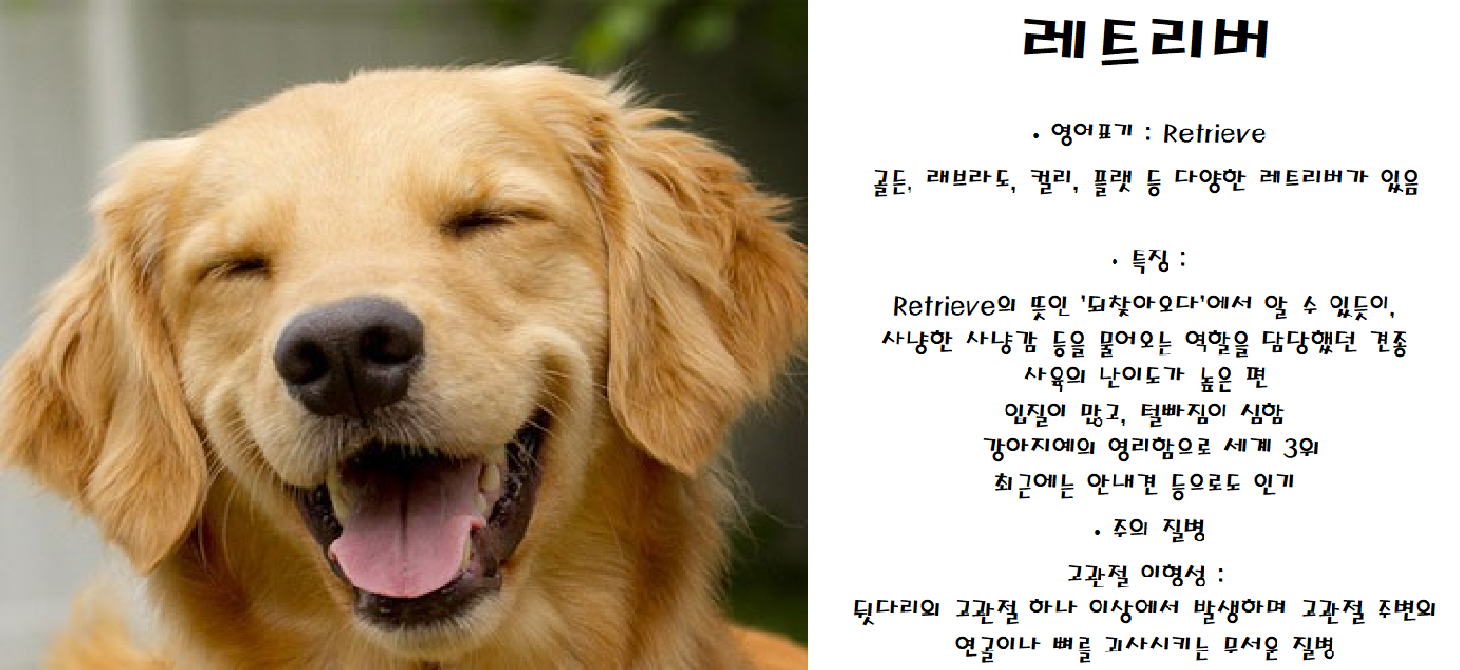 레트리버
• 영어표기 : Retrieve
골든, 래브라도, 컬리, 플랫 등 다양한 레트리버가 있음
• 특징 :
Retrieve의 뜻인 '되찾아오다'에서 알 수 있듯이,
사냥한 사냥감 등을 물어오는 역할을 담당했던 견종
사육의 난이도가 높은 편
입질이 많고, 털빠짐이 심함
강아지예의 영리함으로 세계 3위
최근에는 안내견 등으로도 인기
• 주의 질병
고관절 이형성 :
뒷다리의 고관절 하나 이상에서 발생하며 고관절 주변의
연골이나 뼈를 괴사시키는 무서운 질병